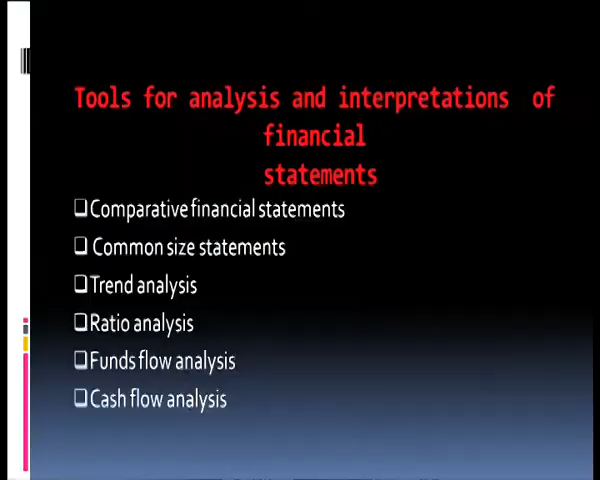 Tools for analysis and interpretations of
financial
statements
Comparative financial statements
Common size statements
Trend analysis
Ratio analysis
Funds flow analysis
Cash flow analysis